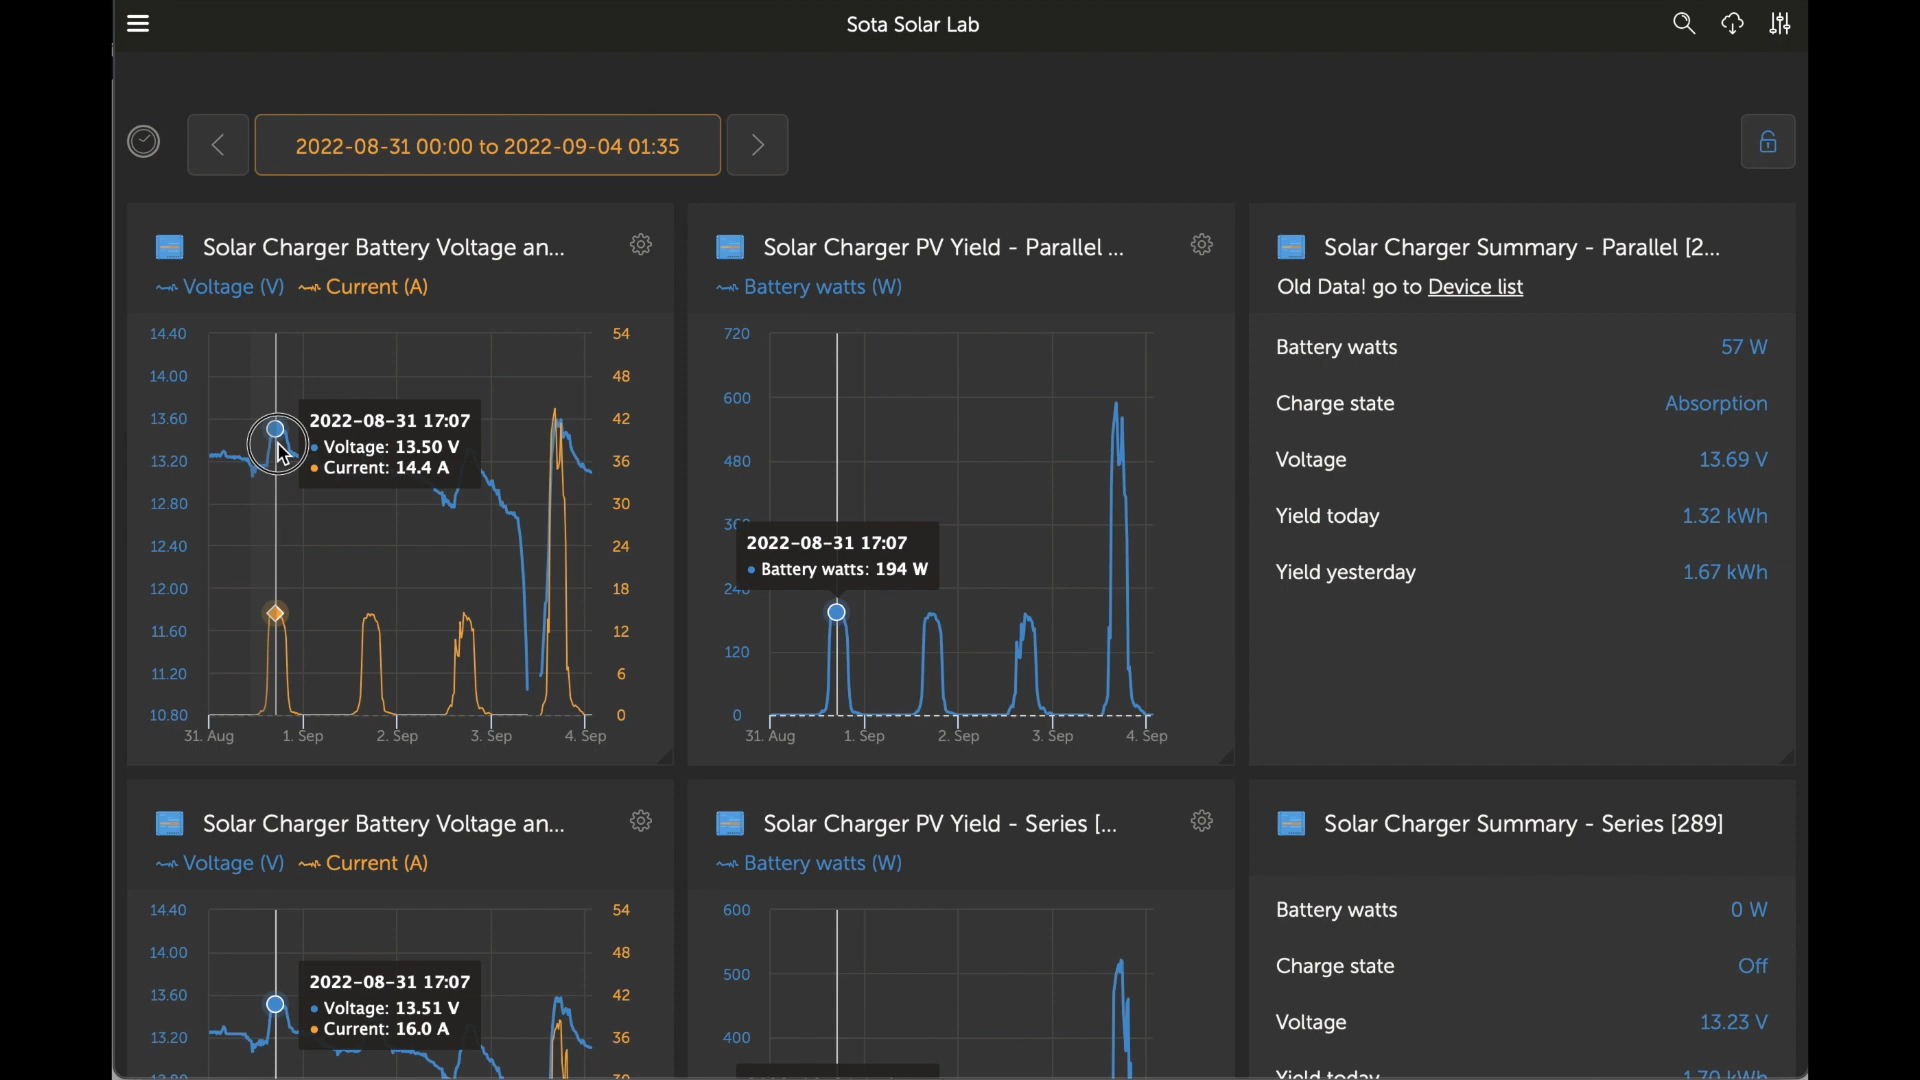 Sota Solar Lab
2022-08-31 00:00 to 2022-09-04 01:35
Solar Charger Battery Voltage an...
Voltage (V) Current (A)
14.40
14.00
13.60
13.20
12.80
12.40
12.00
11.60
11.20
10.80
54
48
42
36
30
24
18
12
6
0
2022-08-31 17:07
Voltage: 13.50 V
Current: 14.4 A
31. Aug 1. Sep 2. Sep 3. Sep 4. Sep
Solar Charger PV Yield - Parallel ...
Battery watts (W)
720
600
480
120
0
2022-08-31 17:07
Battery watts: 194 W
31. Aug 1. Sep 2. Sep 3. Sep 4. Sep
Solar Charger Summary - Parallel [2...
Old Data! go to Device list
Battery watts 57 W
Charge state Absorption
Voltage 13.69 V
Yield today 1.32 kWh
Yield yesterday 1.67 kWh
Solar Charger Battery Voltage an...
Voltage (V) Current (A)
14.40
14.00
13.60
13.20
54
48
42
36
2022-08-31 17:07
Voltage: 13.51 V
Current: 16.0 A
Solar Charger PV Yield - Series [...
Battery watts (W)
600
500
400
Solar Charger Summary - Series [289]
Battery watts 0 W
Charge state Off
Voltage 13.23 V
Yield today 1.70 kWh